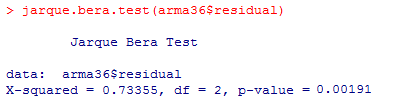 > jarque.bera.test(arma36$residual)
Jarque Bera Test
data: arma36$residual
X-squared = 0.73355, df = 2, p-value = 0.00191